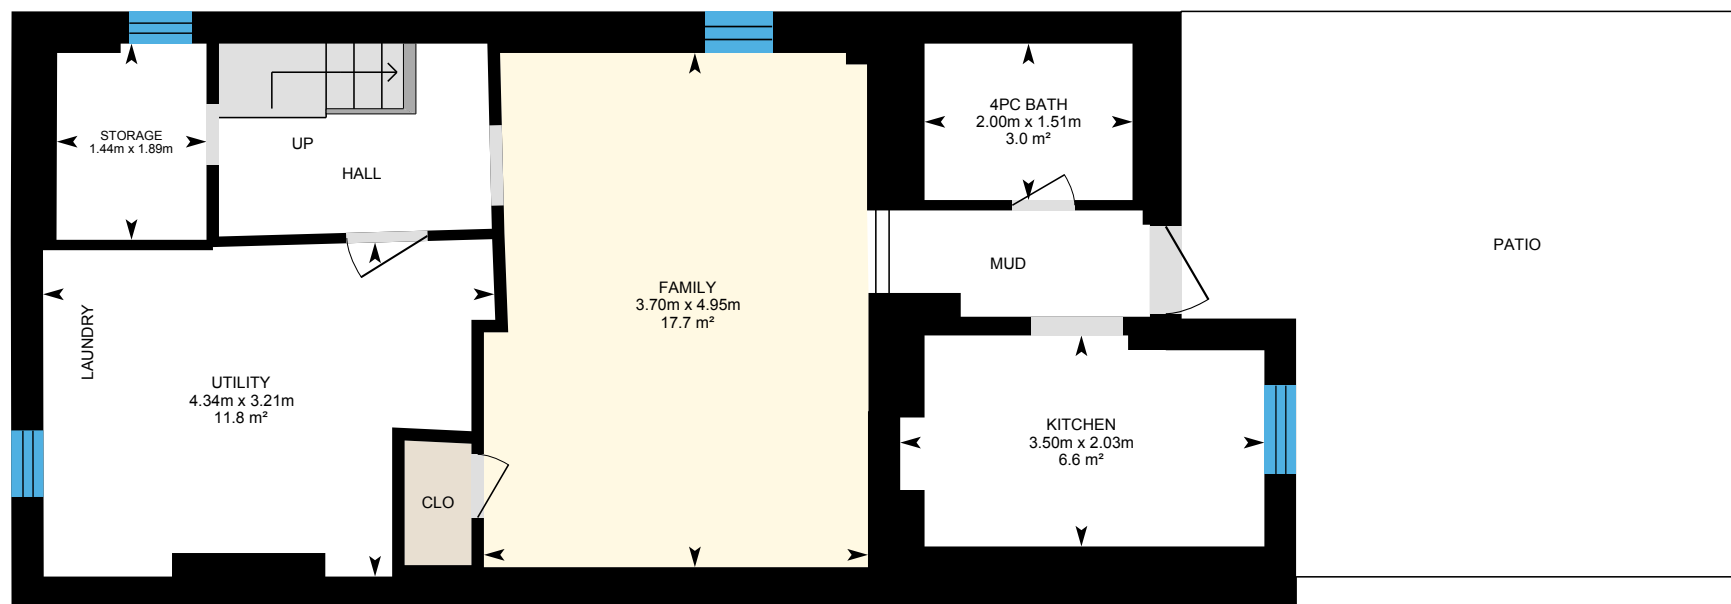 STORAGE
1.44m x 1.89m
UP
HALL
4PC BATH
2.00m x 1.51m
3.0 m²
MUD
PATIO
FAMILY
3.70m x 4.95m
17.7 m²
LAUNDRY
UTILITY
4.34m x 3.21m
11.8 m²
CLO
KITCHEN
3.50m x 2.03m
6.6 m²